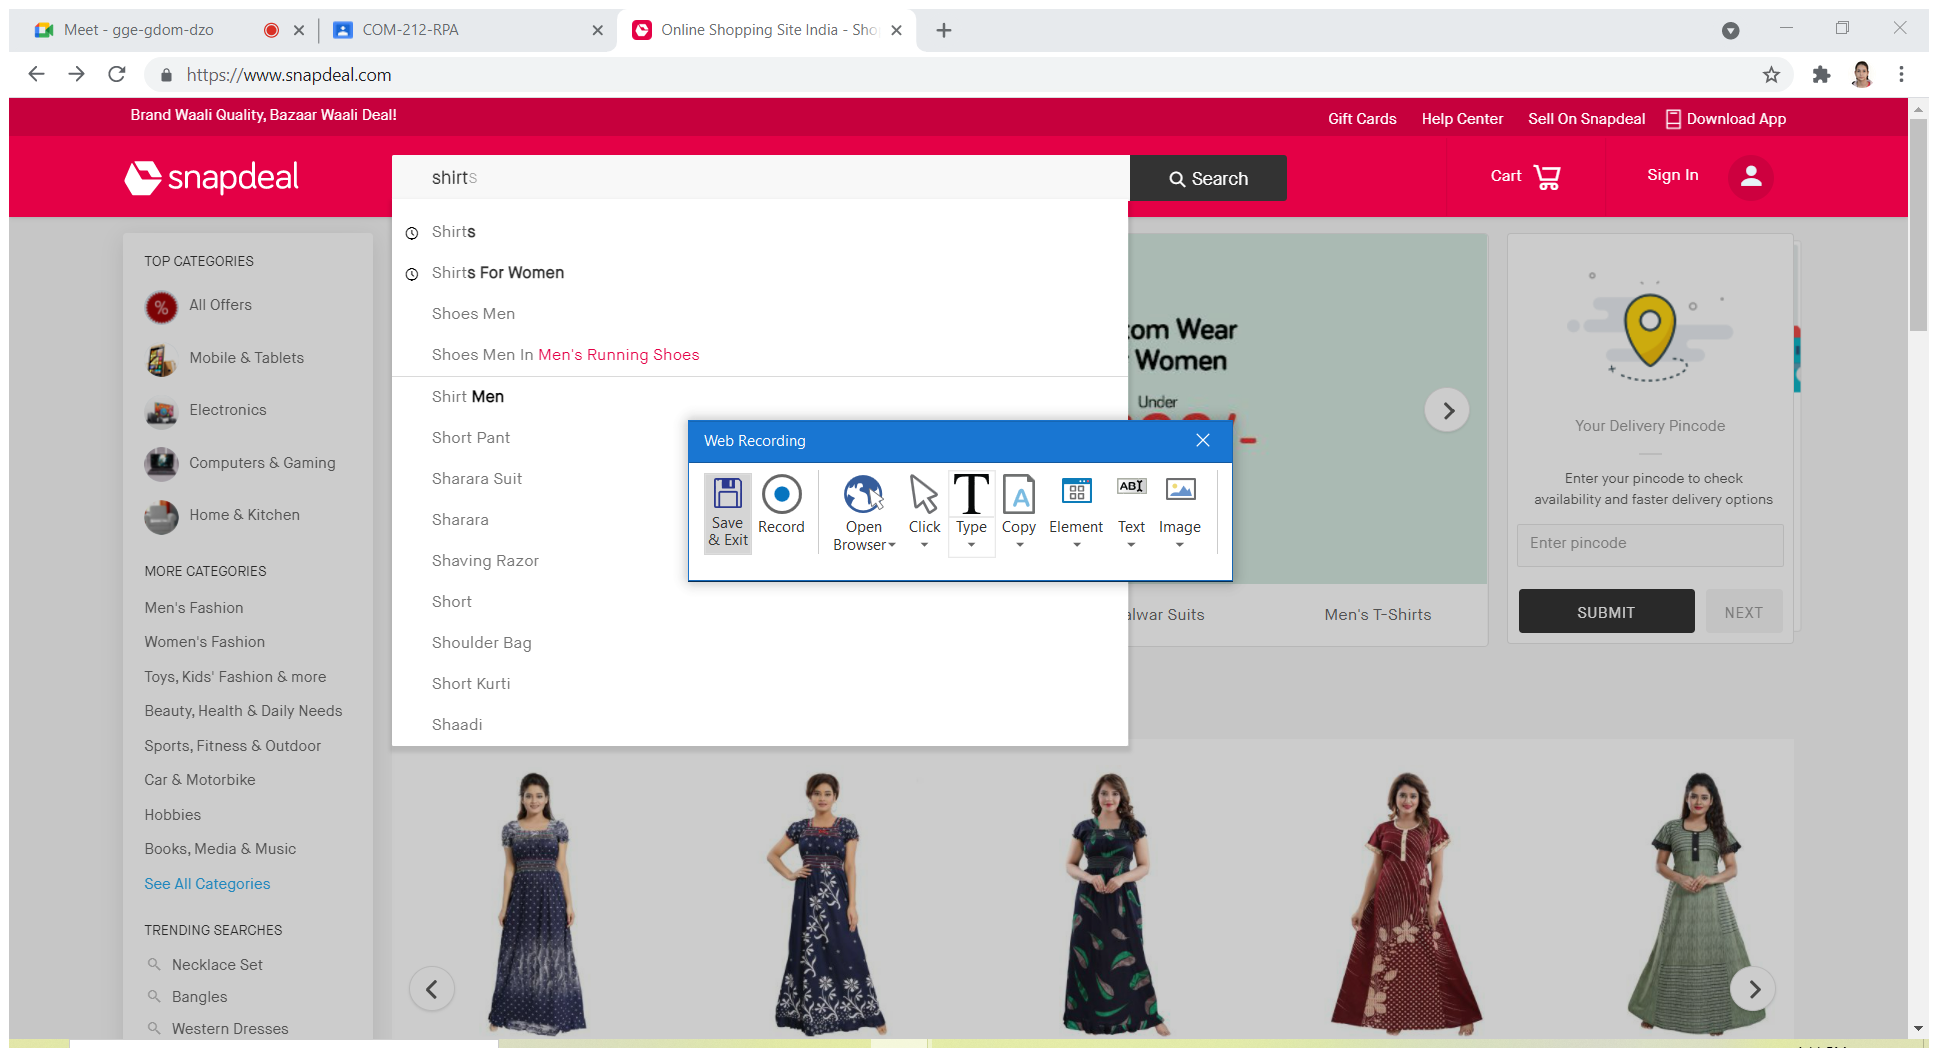 Meet - gge-gdom-dzo
COM-212-RPA
Online Shopping Site India - Sho
https://www.snapdeal.com
Brand Waali Quality, Bazaar Waali Deal!
Gift Cards
Help Center
Sell On Snapdeal
Download App
snapdeal
shirts
Search
Cart
Sign In
Shirts
Shirts For Women
Shoes Men
Shoes Men In Men's Running Shoes
Shirt Men
Short Pant
Sharara Suit
Sharara
Shaving Razor
Short
Shoulder Bag
Short Kurti
Shaadi
TOP CATEGORIES
%
All Offers
Mobile & Tablets
Electronics
Computers & Gaming
Home & Kitchen
MORE CATEGORIES
Men's Fashion
Women's Fashion
Toys, Kids' Fashion & more
Beauty, Health & Daily Needs
Sports, Fitness & Outdoor
Car & Motorbike
Hobbies
Books, Media & Music
See All Categories
TRENDING SEARCHES
Necklace Set
Bangles
Western Dresses
tom Wear
Women
Under
Web Recording
Save
& Exit
Record
Open
Browser
Click
T
Type
A
Copy
Element
ABI
Text
Image
alwar Suits
Men's T-Shirts
Your Delivery Pincode
Enter your pincode to check
availability and faster delivery options
Enter pincode
SUBMIT
NEXT